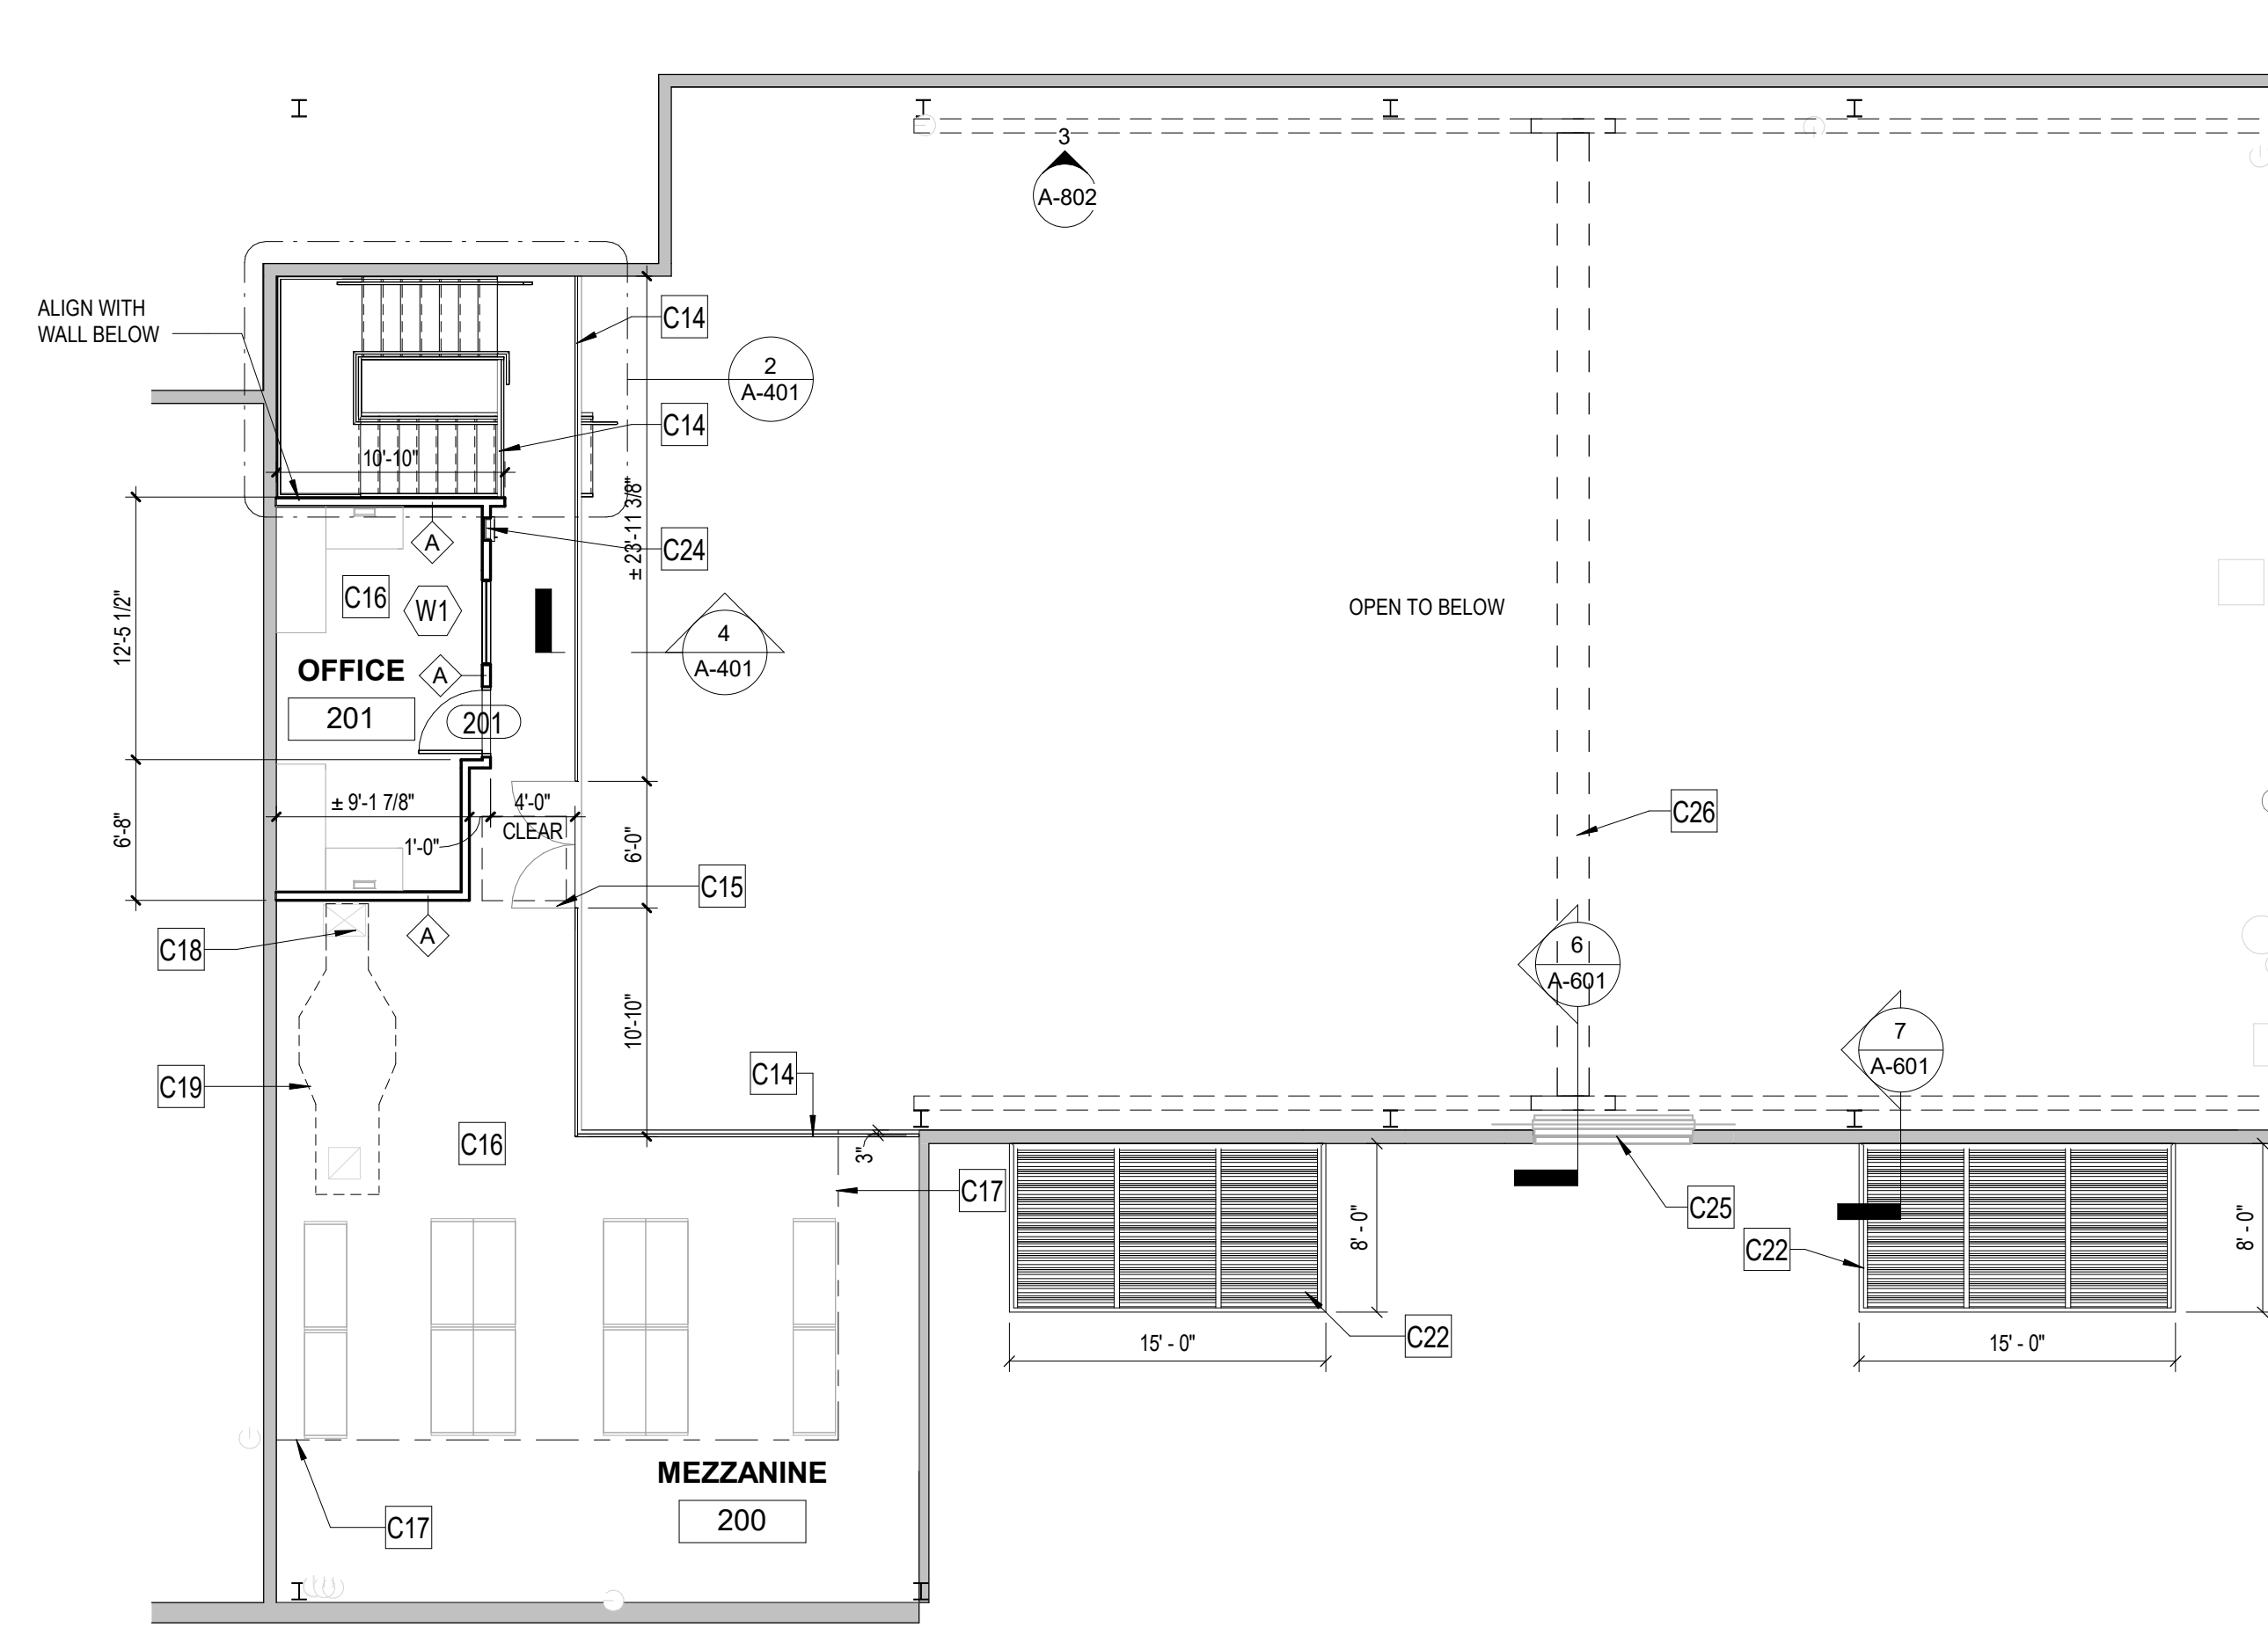 3
A-802
ALIGN WITH
WALL BELOW
C14
2
A-401
C14
10'-10"
± 23'-11 3/8"
A
C24
12'-5 1/2"
C16
W1
OPEN TO BELOW
4
A-401
OFFICE
A
201
201
± 9'-1 7/8"
4'-0"
CLEAR
C26
6'-8"
1'-0"
6'-0"
C15
A
C18
6
A-601
10'-10"
7
A-601
C19
C14
C16
3"
C17
C25
8' - 0"
C22
8' - 0"
15' - 0"
C22
15' - 0"
MEZZANINE
200
C17